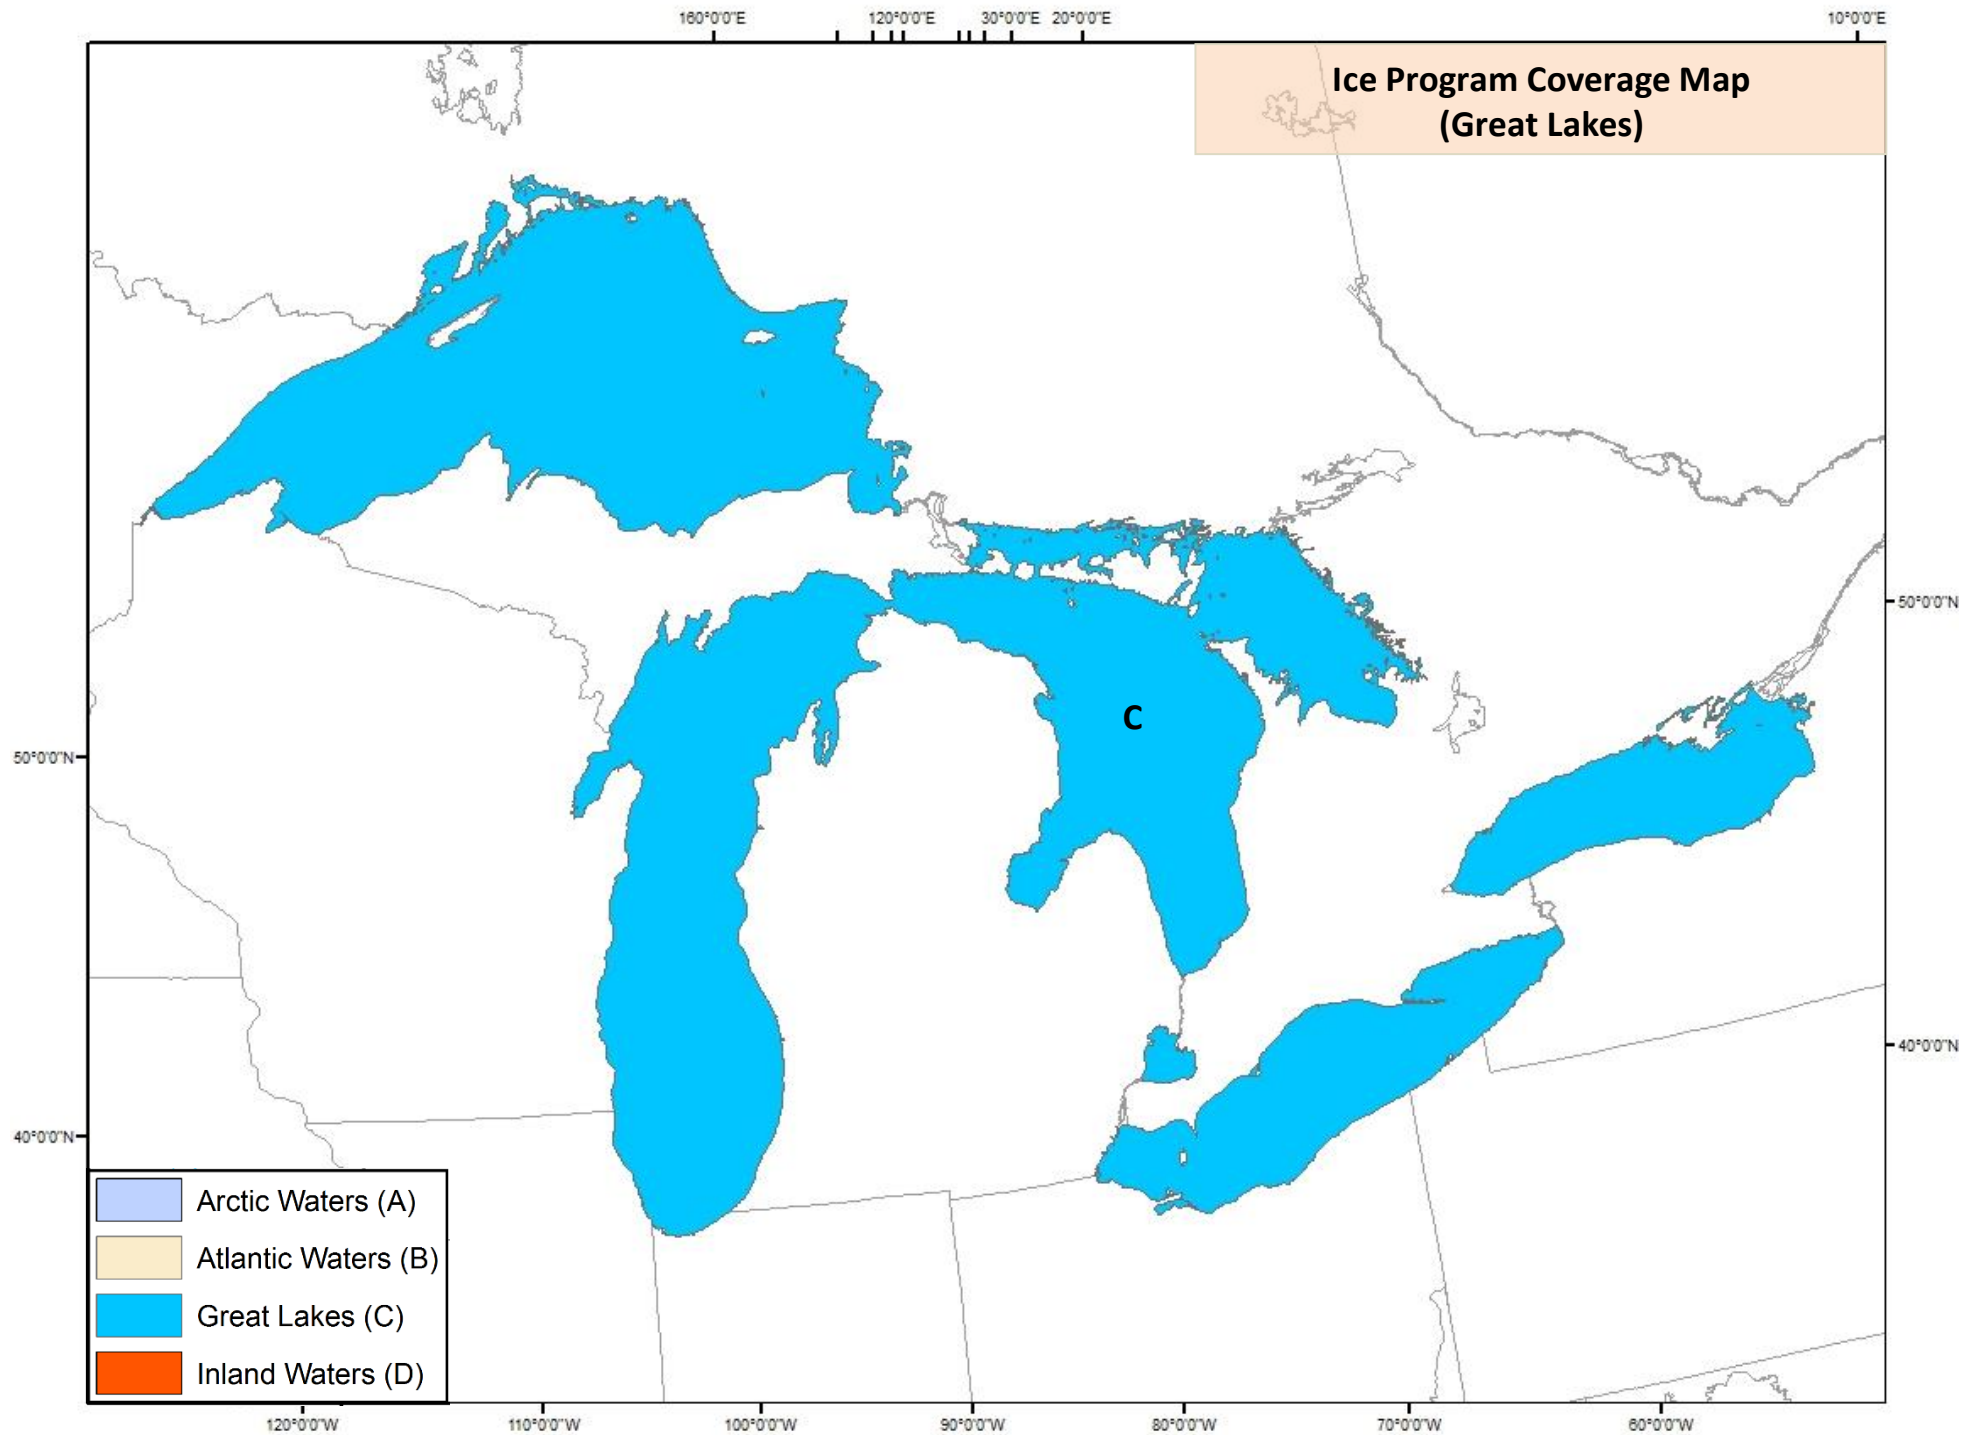 160°0'0"E 120°0'0"E 30°0'0"E 20°0'0"E 10°0'0"E
Ice Program Coverage Map
(Great Lakes)
50°0'0"N
C
50°0'0"N
40°0'0"N
40°0'0"N
Arctic Waters (A)
Atlantic Waters (B)
Great Lakes (C)
Inland Waters (D)
120°0'0"W 110°0'0"W 100°0'0"W 90°0'0"W 80°0'0"W 70°0'0"W 60°0'0"W